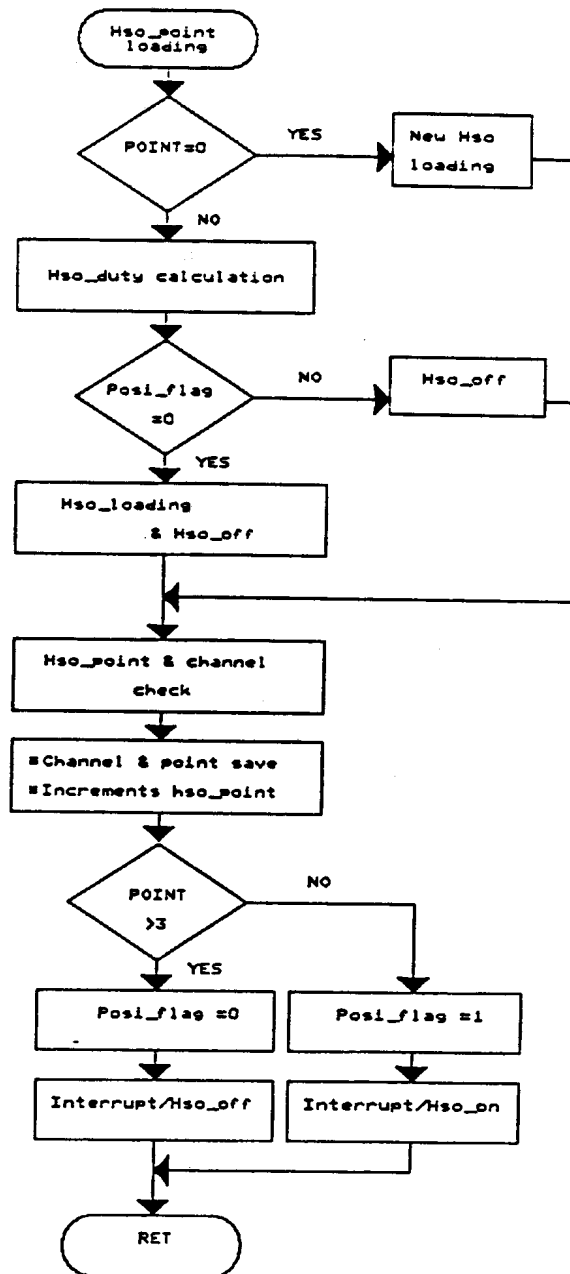 Hso_point
loading
POINT=0
YES
New Hso
loading
NO
Hso_duty calculation
Posi_flag
=0
NO
Hso_off
YES
Hso_loading
& Hso_off
Hso_point & channel
check
*Channel & point save
*Increments hso_point
POINT
>3
NO
YES
Posi_flag =0
Posi_flag =1
Interrupt/Hso_off
Interrupt/Hso_on
RET